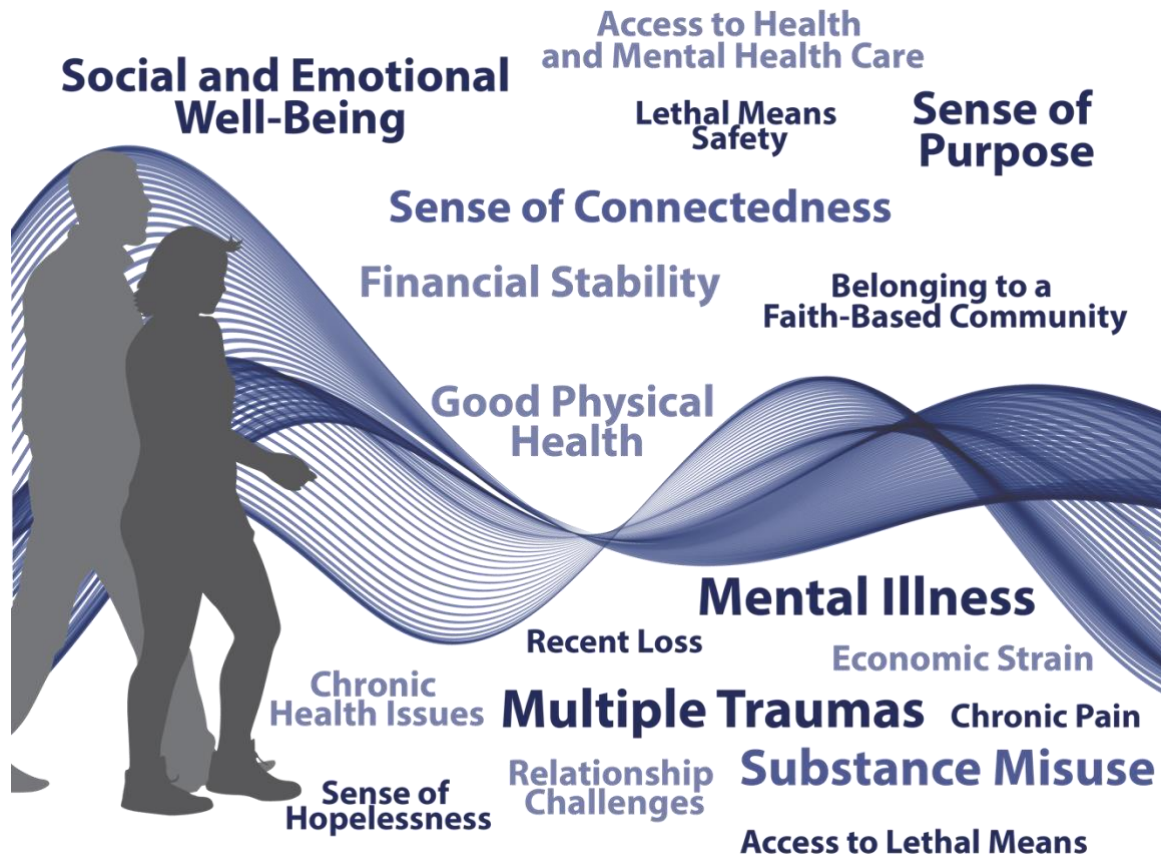 Access to Health
and Mental Health Care
Social and Emotional
Well-Being
Lethal Means
Safety
Sense of
Purpose
Sense of Connectedness
Financial Stability
Belonging to a
Faith-Based Community
Good Physical
Health
Mental Illness
Recent Loss
Economic Strain
Chronic
Health Issues
Multiple Traumas
Chronic Pain
Substance Misuse
Relationship
Challenges
Sense of
Hopelessness
Access to Lethal Means